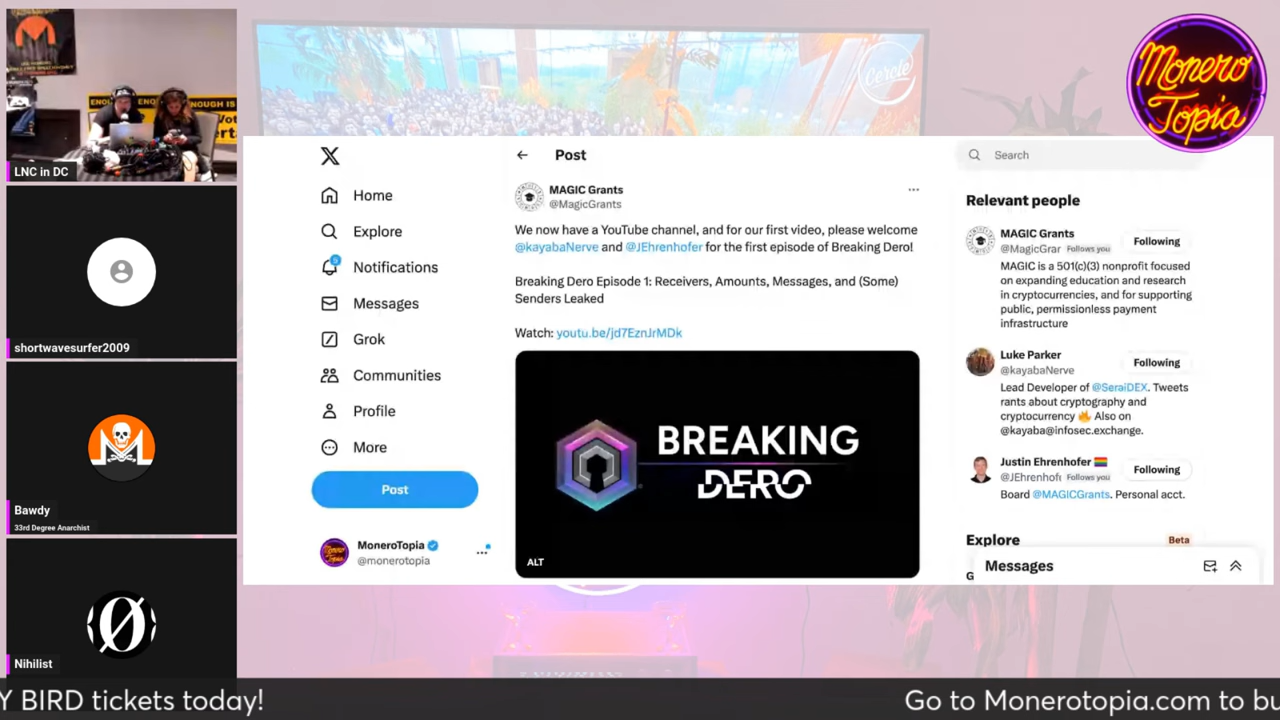 LNC in DC
shortwavesurfer2009
Bawdy
33rd Degree Anarchist
Nihilist
Cercle
Monero
Topia
Home
Explore
Notifications
Messages
Grok
Communities
Profile
More
Post
MoneroTopia
@monerotopia
Post
MAGIC Grants
@MagicGrants
We now have a YouTube channel, and for our first video, please welcome
@kayabaNerve and @JEhrenhofer for the first episode of Breaking Dero!
Breaking Dero Episode 1: Receivers, Amounts, Messages, and (Some)
Senders Leaked
Watch: youtu.be/jd7EznJrMDk
BREAKING
DERO
ALT
Search
Relevant people
MAGIC Grants
@MagicGrar Follows you
Following
MAGIC is a 501(c)(3) nonprofit focused
on expanding education and research
in cryptocurrencies, and for supporting
public, permissionless payment
infrastructure
Luke Parker
@kayabaNerve
Following
Lead Developer of @SeraiDEX. Tweets
rants about cryptography and
cryptocurrency 🔥 Also on
@kayaba@infosec.exchange.
Justin Ehrenhofer 🏳️‍🌈
@JEhrenhofe Follows you
Following
Board @MAGICGrants. Personal acct.
Explore
Beta
Messages
Y BIRD tickets today!
Go to Monerotopia.com to bu